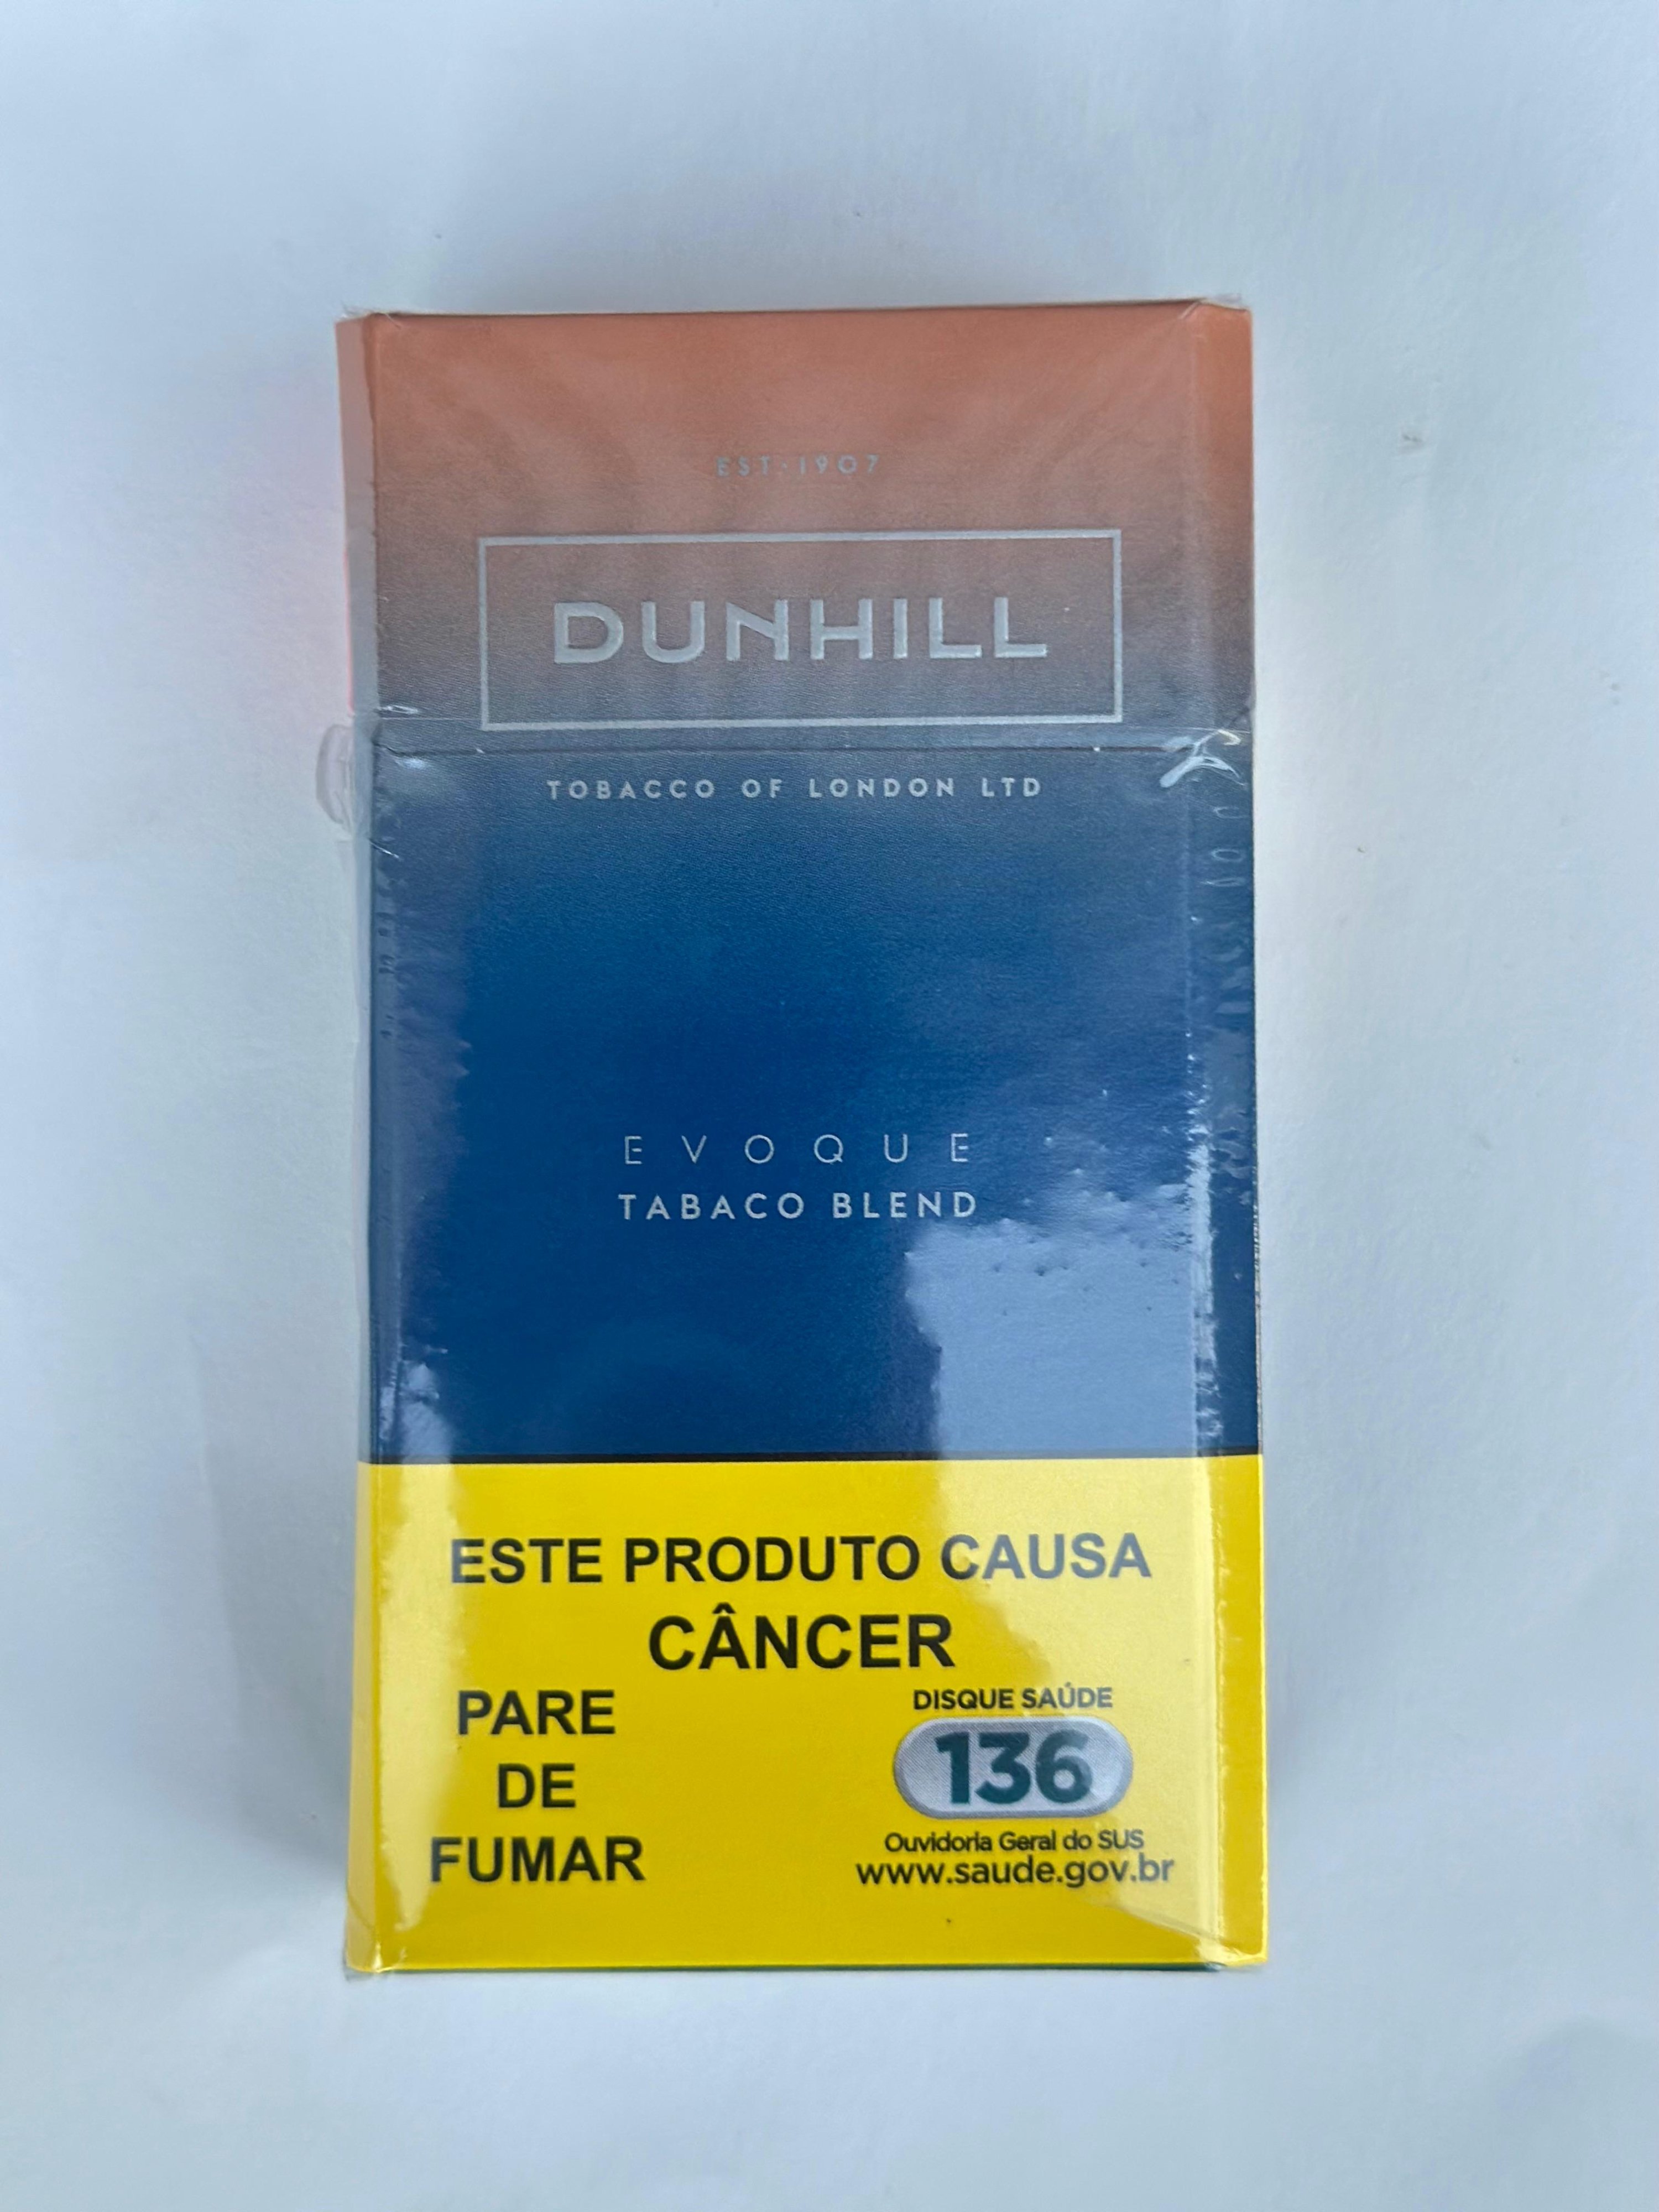 EST·1907
DUNHILL
TOBACCO OF LONDON LTD
EVOQUE
TABACO BLEND
ESTE PRODUTO CAUSA
CÂNCER
PARE
DE
FUMAR
DISQUE SAÚDE
136
Ouvidoria Geral do SUS
www.saude.gov.br